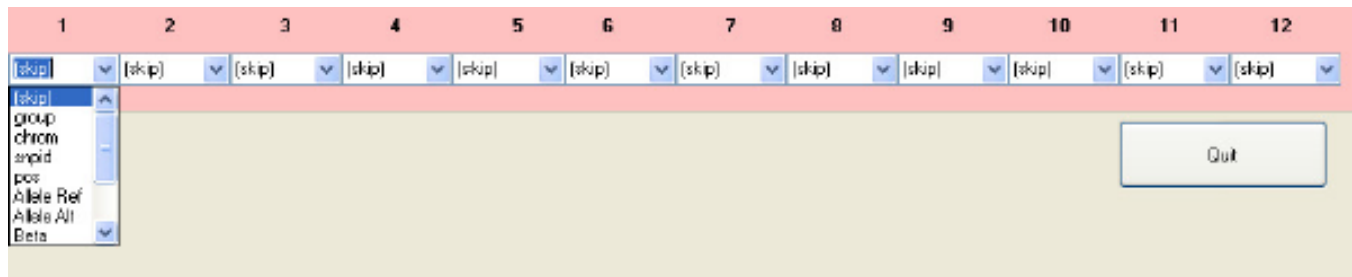 1 2 3 4 5 6 7 8 9 10 11 12
(skip) (skip) (skip) (skip) (skip) (skip) (skip) (skip) (skip) (skip) (skip) (skip)
(skip)
group
chrom
snpid
pos
Quit
Allele Ref
Allele Alt
Beta